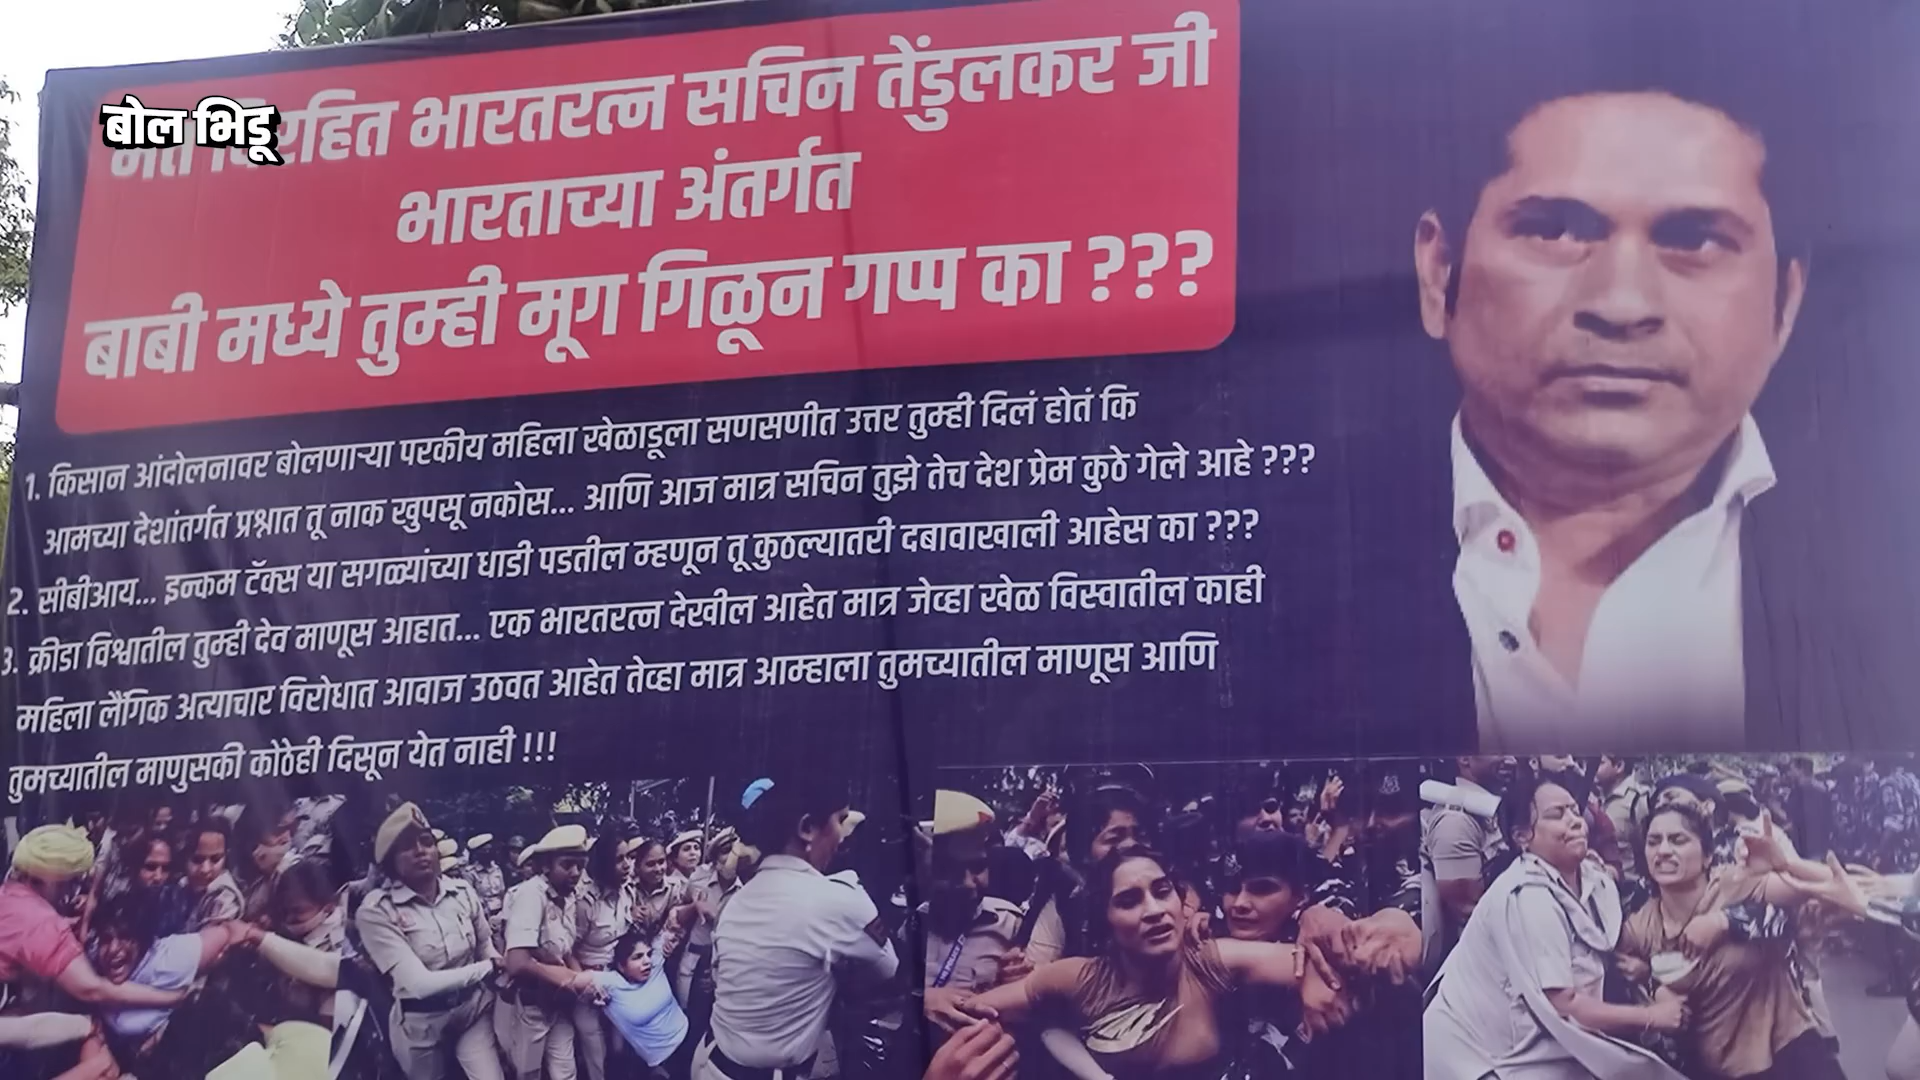 बोल भिडू
विरहित भारतरत्न सचिन तेंडुलकर जी
भारताच्या अंतर्गत
बाबी मध्ये तुम्ही मूग गिळून गप्प का ???
1. किसान आंदोलनावर बोलणाऱ्या परकीय महिला खेळाडूला सणसणीत उत्तर तुम्ही दिलं होतं कि
आमच्या देशांतर्गत प्रश्नात तू नाक खुपसू नकोस... आणि आज मात्र सचिन तुझे तेच देश प्रेम कुठे गेले आहे ???
2. सीबीआय... इन्कम टॅक्स या सगळ्यांच्या धाडी पडतील म्हणून तू कुठल्यातरी दबावाखाली आहेस का ???
3. क्रीडा विश्वातील तुम्ही देव माणूस आहात... एक भारतरत्न देखील आहेत मात्र जेव्हा खेळ विस्वातील काही
महिला लैंगिक अत्याचार विरोधात आवाज उठवत आहेत तेव्हा मात्र आम्हाला तुमच्यातील माणूस आणि
तुमच्यातील माणुसकी कोठेही दिसून येत नाही !!!